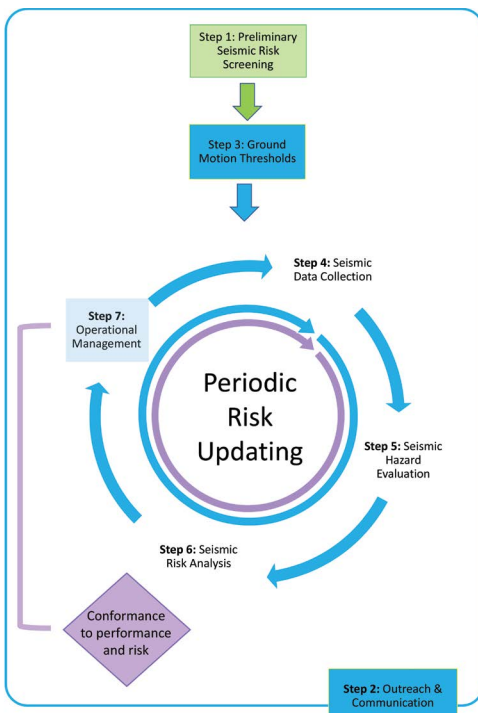 Step 1: Preliminary
Seismic Risk
Screening
Step 3: Ground
Motion Thresholds
Step 4: Seismic
Data Collection
Step 7:
Operational
Management
Periodic
Risk
Updating
Step 5: Seismic
Hazard
Evaluation
Step 6: Seismic
Risk Analysis
Conformance
to performance
and risk
Step 2: Outreach &
Communication